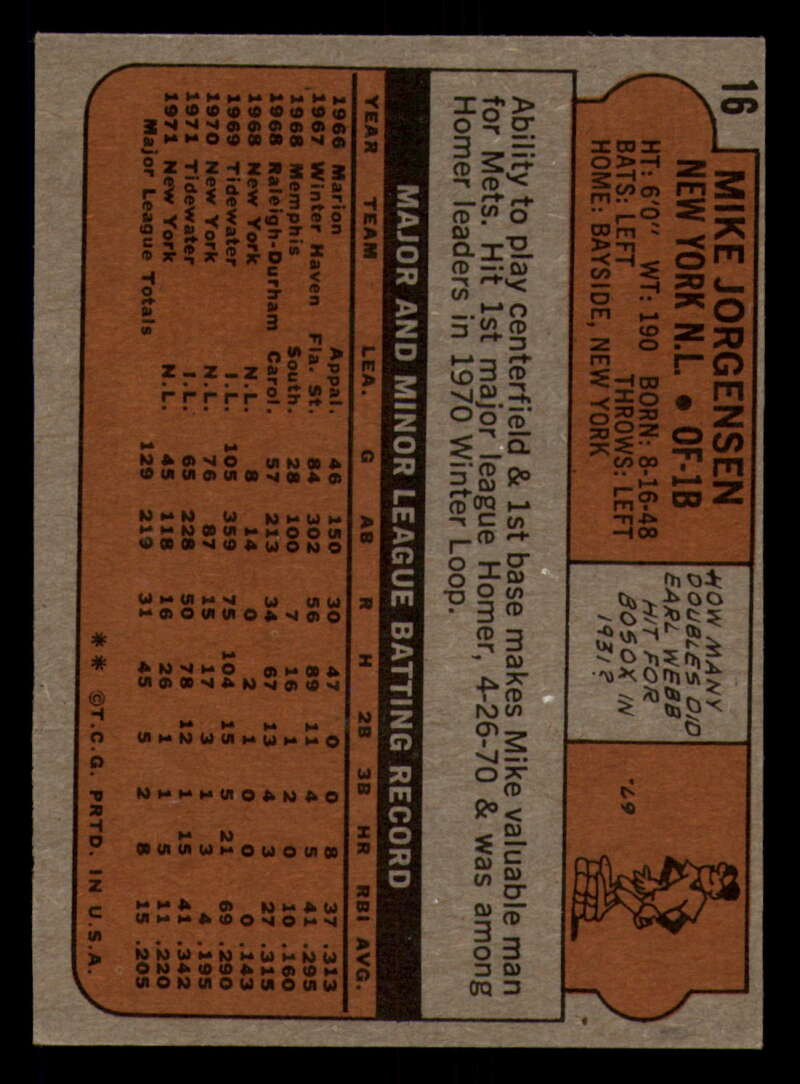 16
MIKE JORGENSEN
NEW YORK N.L. • OF-1B
HT: 6'0" WT: 190 BORN: 8-16-48
BATS: LEFT THROWS: LEFT
HOME: BAYSIDE, NEW YORK
HOW MANY
DOUBLES DID
EARL WEBB
HIT FOR
BOSOX IN
1931?
67.
Ability to play centerfield & 1st base makes Mike valuable man
for Mets. Hit 1st major league Homer, 4-26-70 & was among
Homer leaders in 1970 Winter Loop.
MAJOR AND MINOR LEAGUE BATTING RECORD
YEAR TEAM LEA. G AB R H 2B 3B HR RBI AVG.
1966 Marion Appal. 46 150 30 47 0 0 8 37 .313
1967 Winter Haven Fla. St. 84 302 56 89 11 4 5 41 .295
1968 Memphis South. 28 100 7 16 1 2 0 10 .160
1968 Raleigh-Durham Carol. 57 213 34 67 13 4 3 27 .315
1968 New York N.L. 8 14 0 2 1 0 0 0 .143
1969 Tidewater I.L. 105 359 75 104 15 5 21 69 .290
1970 New York N.L. 76 87 15 17 3 1 3 4 .195
1971 Tidewater I.L. 65 228 50 78 12 1 15 41 .342
1971 New York N.L. 45 118 16 26 1 1 5 11 .220
Major League Totals 129 219 31 45 5 2 8 15 .205
** ©T.C.G. PRTD. IN U.S.A.